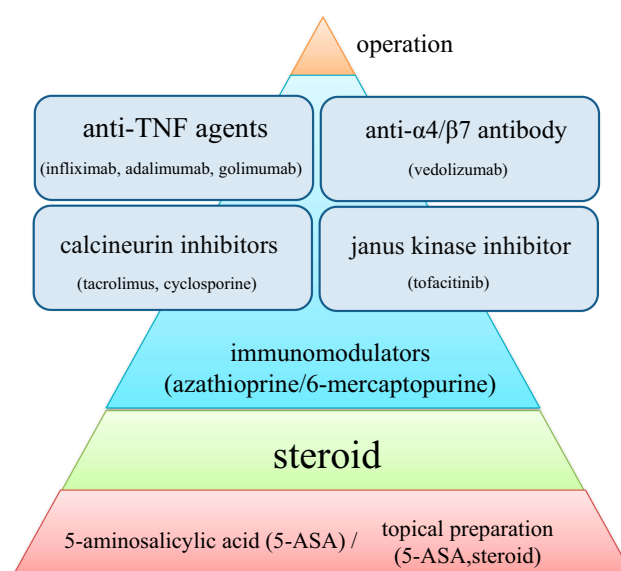 operation
anti-TNF agents
(infliximab, adalimumab, golimumab)
anti-α4/β7 antibody
(vedolizumab)
calcineurin inhibitors
(tacrolimus, cyclosporine)
janus kinase inhibitor
(tofacitinib)
immunomodulators
(azathioprine/6-mercaptopurine)
steroid
5-aminosalicylic acid (5-ASA) /
topical preparation
(5-ASA,steroid)